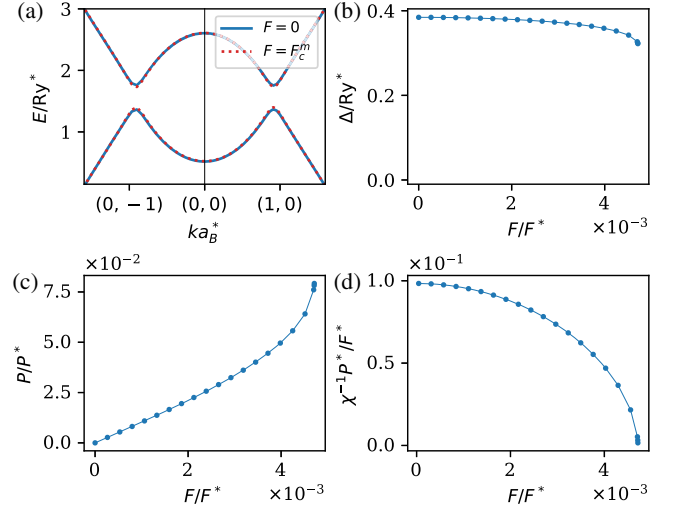 (a)
3
2
1
E/Ry*
F = 0
F = F_c^m
(0, −1)
(0, 0)
(1, 0)
ka_B^*
(b)
0.4
0.2
0.0
Δ/Ry*
0
2
4
×10⁻³
F/F*
(c)
×10⁻²
7.5
5.0
2.5
0.0
P/P*
0
2
4
×10⁻³
F/F*
(d)
×10⁻¹
1.0
0.5
0.0
χ⁻¹P*/F*
0
2
4
×10⁻³
F/F*